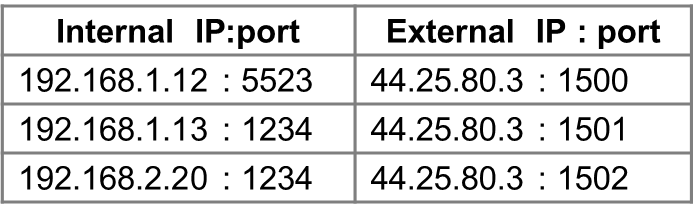 Internal IP:port External IP : port
192.168.1.12 : 5523 44.25.80.3 : 1500
192.168.1.13 : 1234 44.25.80.3 : 1501
192.168.2.20 : 1234 44.25.80.3 : 1502